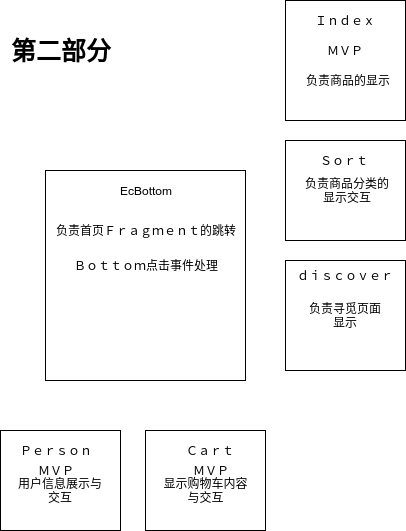 第二部分
Ｉｎｄｅｘ
ＭＶＰ
负责商品的显示
Ｓｏｒｔ
负责商品分类的
显示交互
EcBottom
负责首页Ｆｒａｇｍｅｎｔ的跳转
Ｂｏｔｔｏｍ点击事件处理
ｄｉｓｃｏｖｅｒ
负责寻觅页面
显示
Ｐｅｒｓｏｎ
ＭＶＰ
用户信息展示与
交互
Ｃａｒｔ
ＭＶＰ
显示购物车内容
与交互